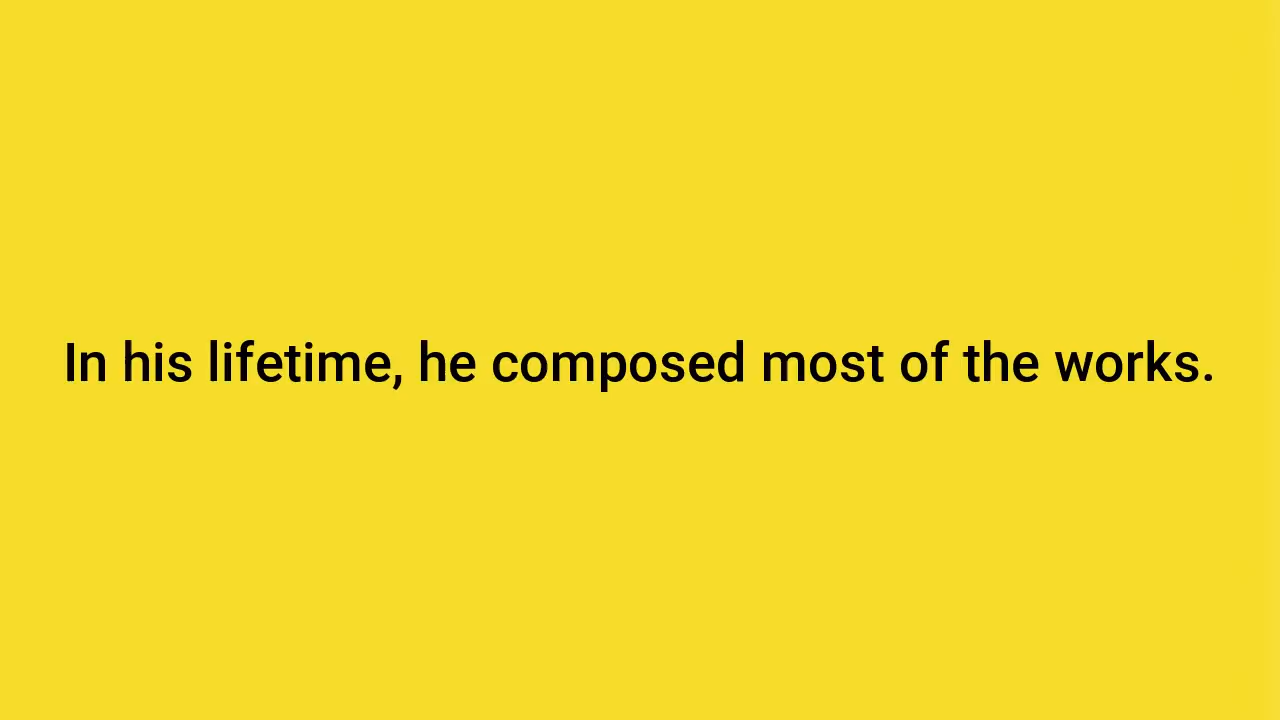 In his lifetime, he composed most of the works.